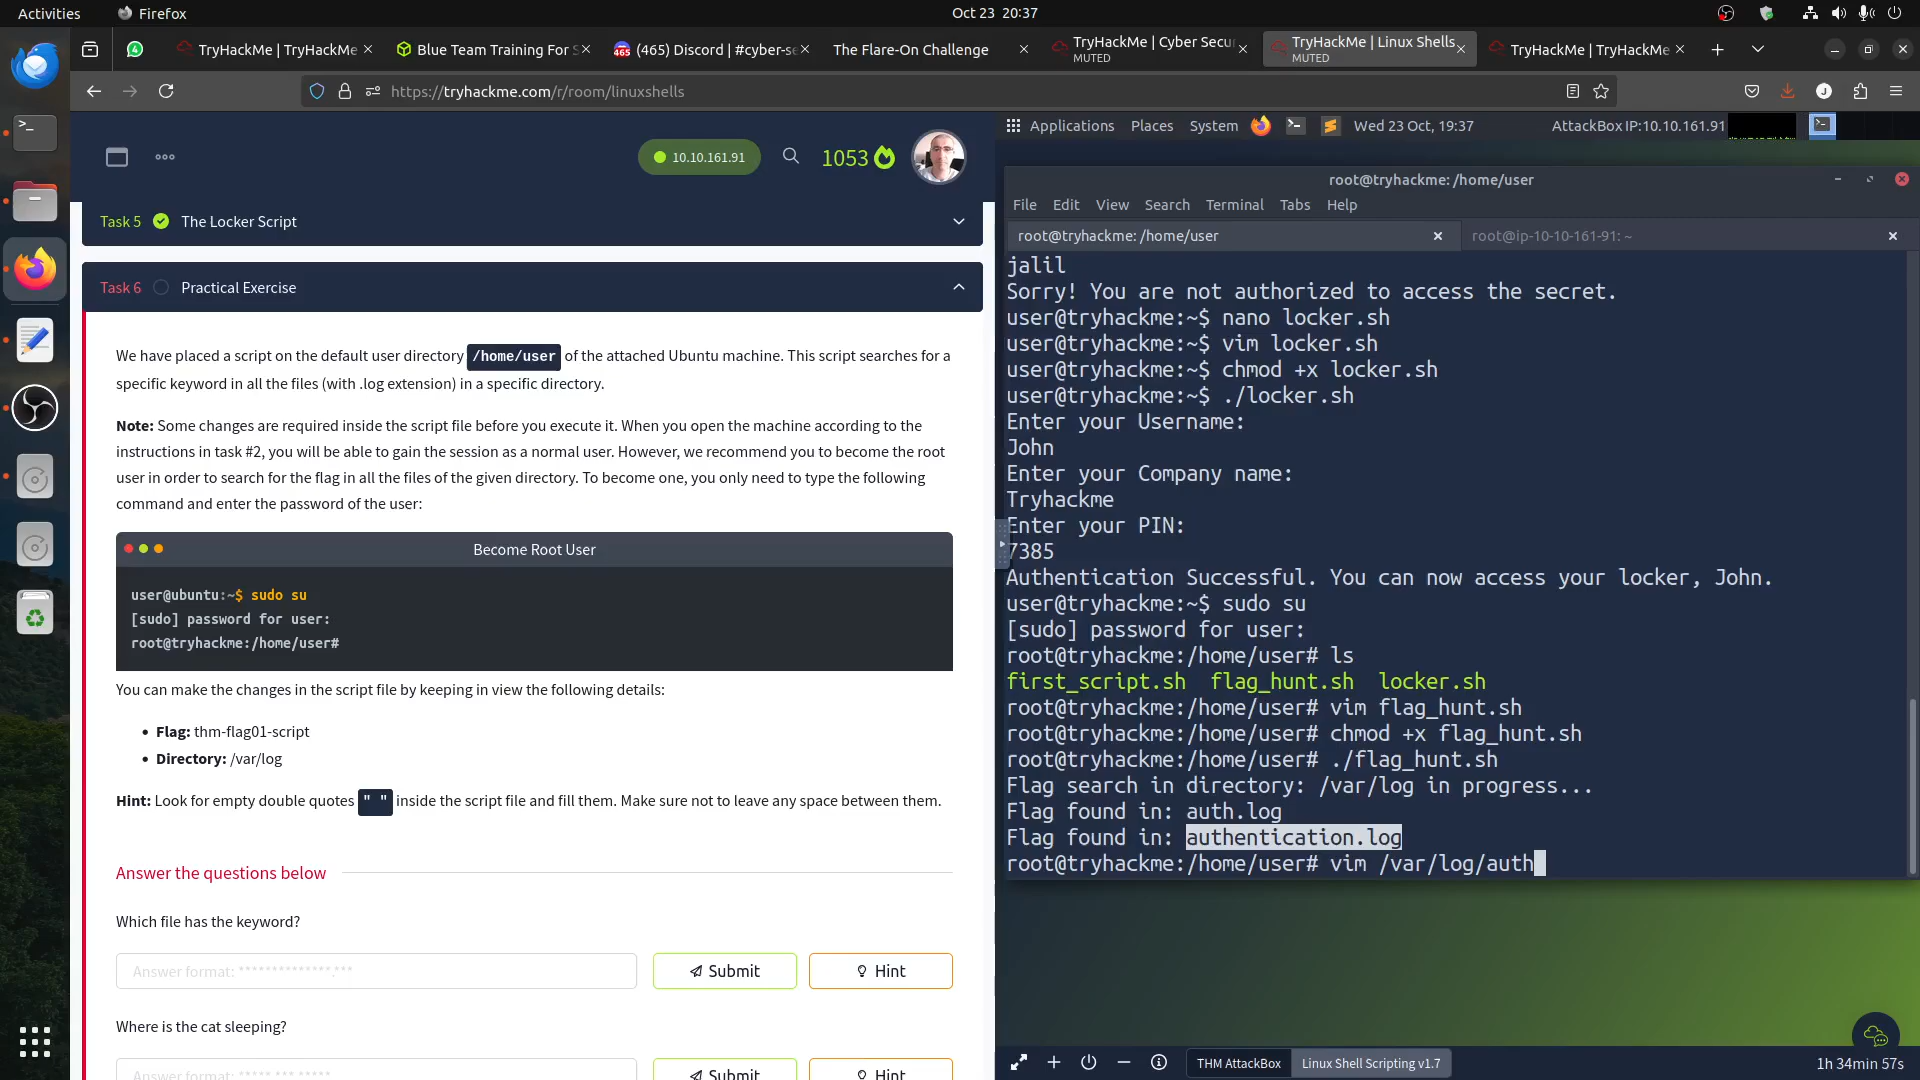 Activities
Firefox
Oct 23 20:37
TryHackMe | TryHackMe
Blue Team Training For S
(465) Discord | #cyber-se
The Flare-On Challenge
TryHackMe | Cyber Secu
MUTED
TryHackMe | Linux Shells
MUTED
TryHackMe | TryHackMe
https://tryhackme.com/r/room/linuxshells
10.10.161.91
1053
Task 5
The Locker Script
Task 6
Practical Exercise
We have placed a script on the default user directory /home/user of the attached Ubuntu machine. This script searches for a
specific keyword in all the files (with .log extension) in a specific directory.
Note: Some changes are required inside the script file before you execute it. When you open the machine according to the
instructions in task #2, you will be able to gain the session as a normal user. However, we recommend you to become the root
user in order to search for the flag in all the files of the given directory. To become one, you only need to type the following
command and enter the password of the user:
Become Root User
user@ubuntu:~$ sudo su
[sudo] password for user:
root@tryhackme:/home/user#
You can make the changes in the script file by keeping in view the following details:
• Flag: thm-flag01-script
• Directory: /var/log
Hint: Look for empty double quotes " " inside the script file and fill them. Make sure not to leave any space between them.
Answer the questions below
Which file has the keyword?
Answer format: **************.***
Submit
Hint
Where is the cat sleeping?
Answer format: ***** *** *****
Submit
Hint
Applications
Places
System
Wed 23 Oct, 19:37
AttackBox IP:10.10.161.91
root@tryhackme: /home/user
File Edit View Search Terminal Tabs Help
root@tryhackme: /home/user
root@ip-10-10-161-91: ~
jalil
Sorry! You are not authorized to access the secret.
user@tryhackme:~$ nano locker.sh
user@tryhackme:~$ vim locker.sh
user@tryhackme:~$ chmod +x locker.sh
user@tryhackme:~$ ./locker.sh
Enter your Username:
John
Enter your Company name:
Tryhackme
Enter your PIN:
7385
Authentication Successful. You can now access your locker, John.
user@tryhackme:~$ sudo su
[sudo] password for user:
root@tryhackme:/home/user# ls
first_script.sh flag_hunt.sh locker.sh
root@tryhackme:/home/user# vim flag_hunt.sh
root@tryhackme:/home/user# chmod +x flag_hunt.sh
root@tryhackme:/home/user# ./flag_hunt.sh
Flag search in directory: /var/log in progress...
Flag found in: auth.log
Flag found in: authentication.log
root@tryhackme:/home/user# vim /var/log/auth
THM AttackBox
Linux Shell Scripting v1.7
1h 34min 57s